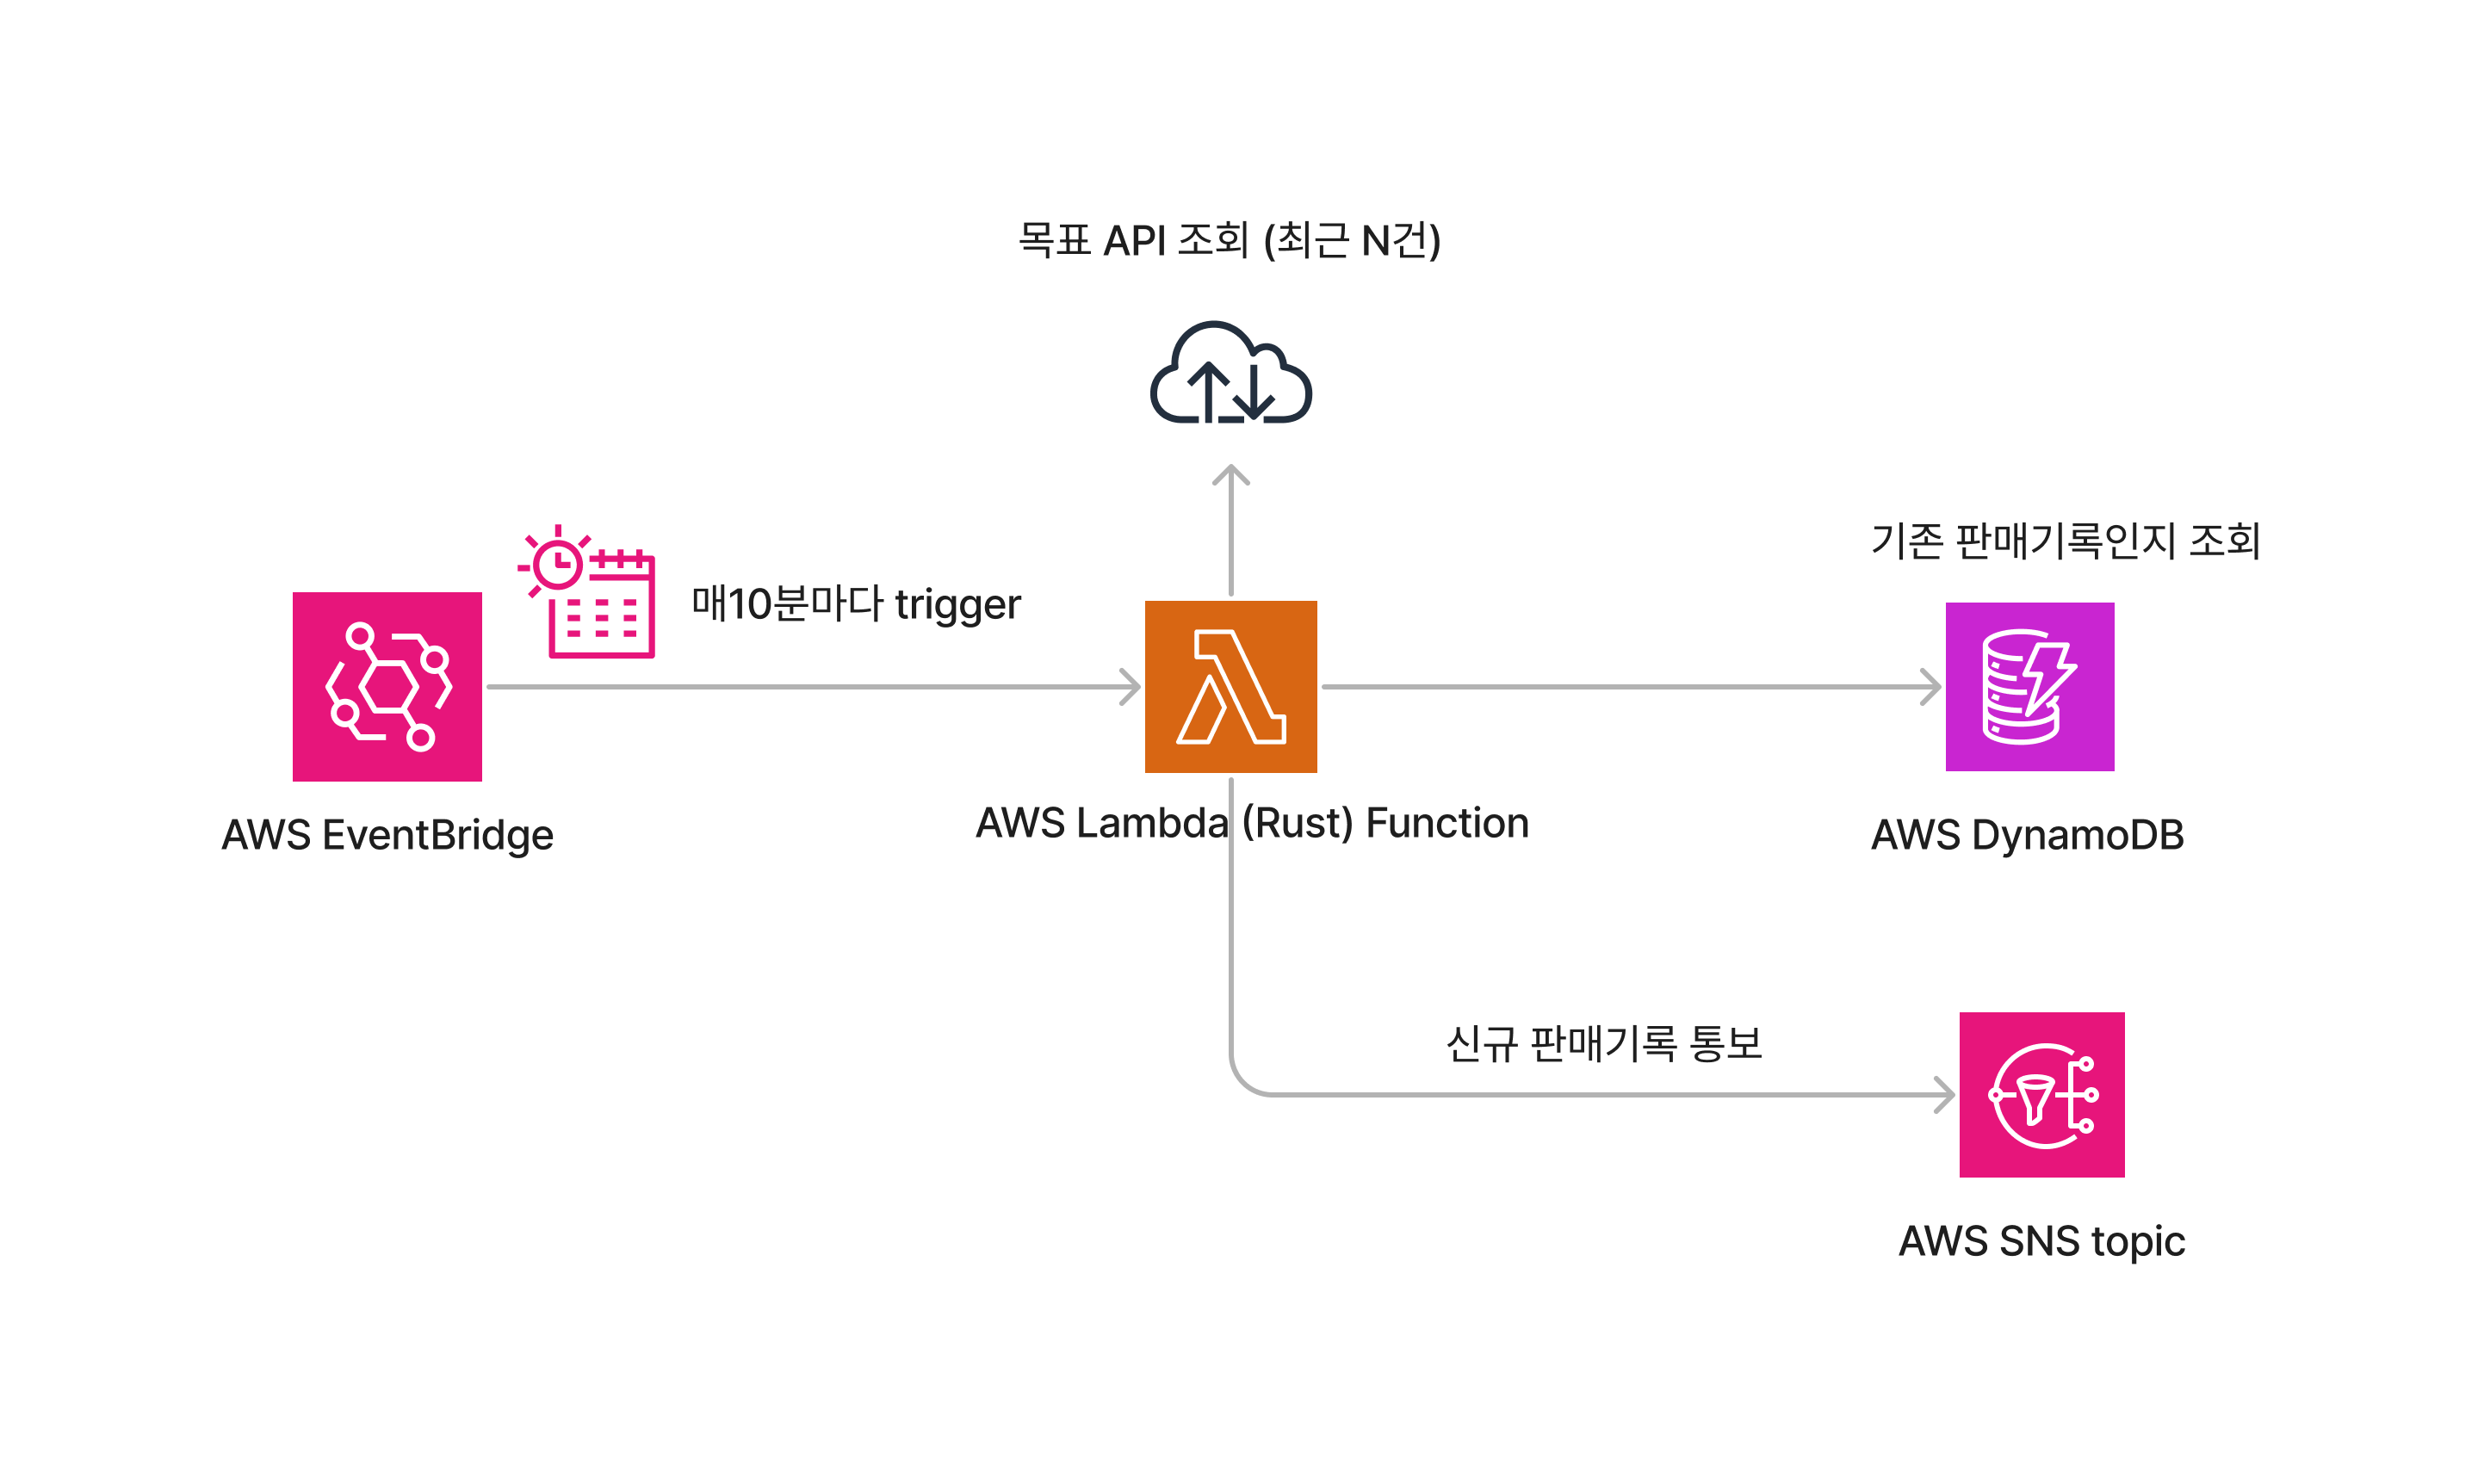 목표 API 조회 (최근 N건)
기존 판매기록인지 조회
매10분마다 trigger
AWS EventBridge
AWS Lambda (Rust) Function
AWS DynamoDB
신규 판매기록 통보
AWS SNS topic